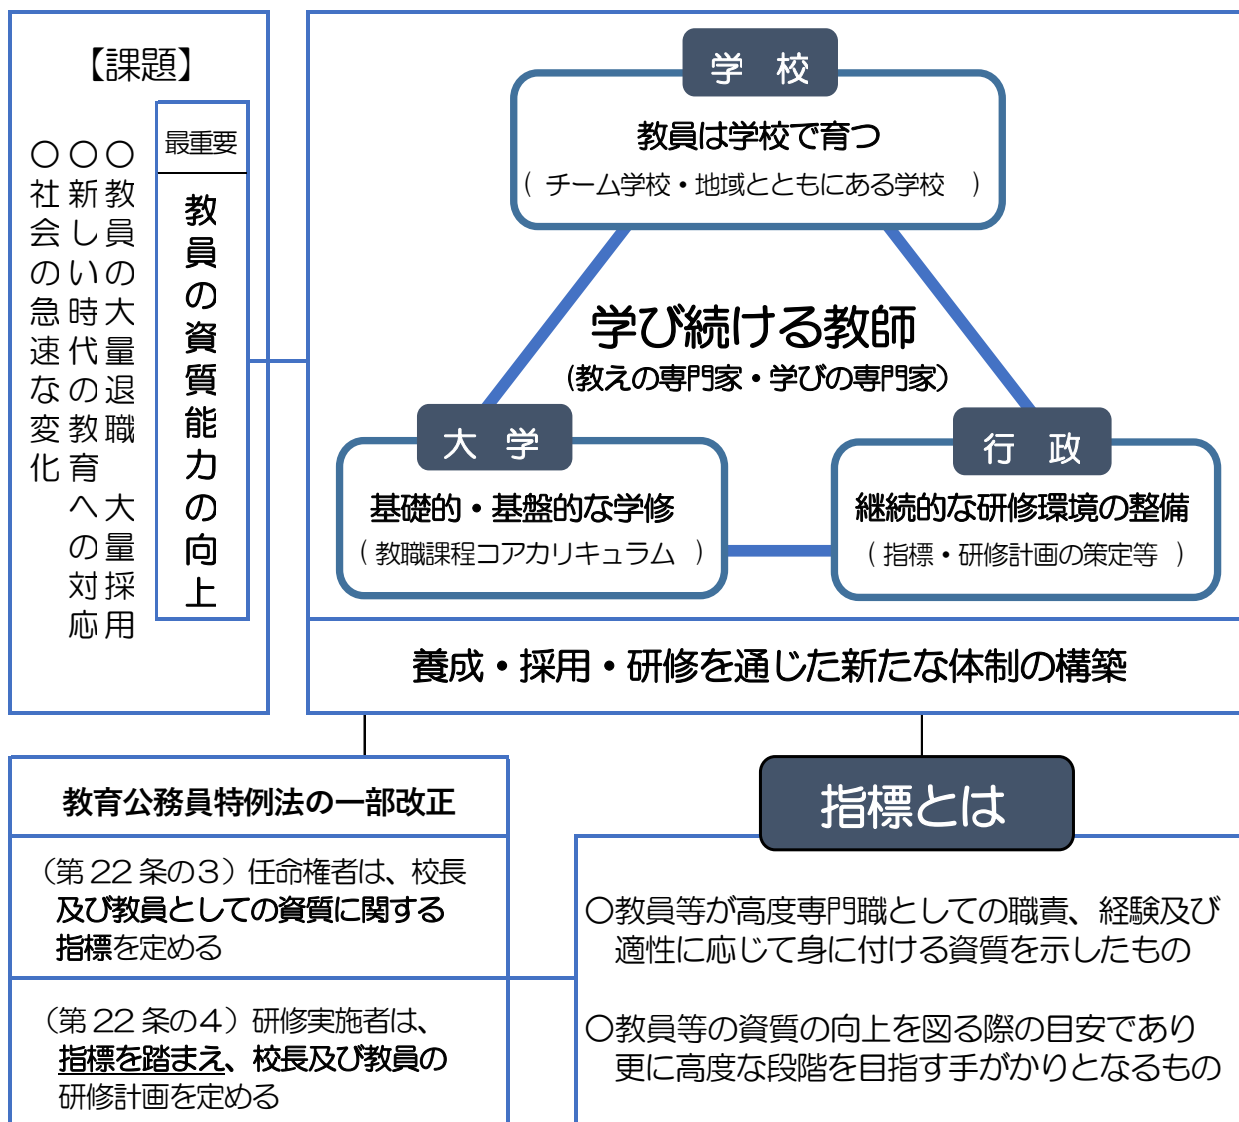 【課題】
最重要
教員の資質能力の向上
〇教員の大量退職 大量採用
〇新しい時代の教育への対応
〇社会の急速な変化
学 校
教員は学校で育つ
( チーム学校・地域とともにある学校 )
学び続ける教師
(教えの専門家・学びの専門家)
大 学
基礎的・基盤的な学修
( 教職課程コアカリキュラム )
行 政
継続的な研修環境の整備
( 指標・研修計画の策定等 )
養成・採用・研修を通じた新たな体制の構築
教育公務員特例法の一部改正
(第22条の3)任命権者は、校長
及び教員としての資質に関する
指標を定める
(第22条の4)研修実施者は、
指標を踏まえ、校長及び教員の
研修計画を定める
指標とは
〇教員等が高度専門職としての職責、経験及び
適性に応じて身に付ける資質を示したもの
〇教員等の資質の向上を図る際の目安であり
更に高度な段階を目指す手がかりとなるもの